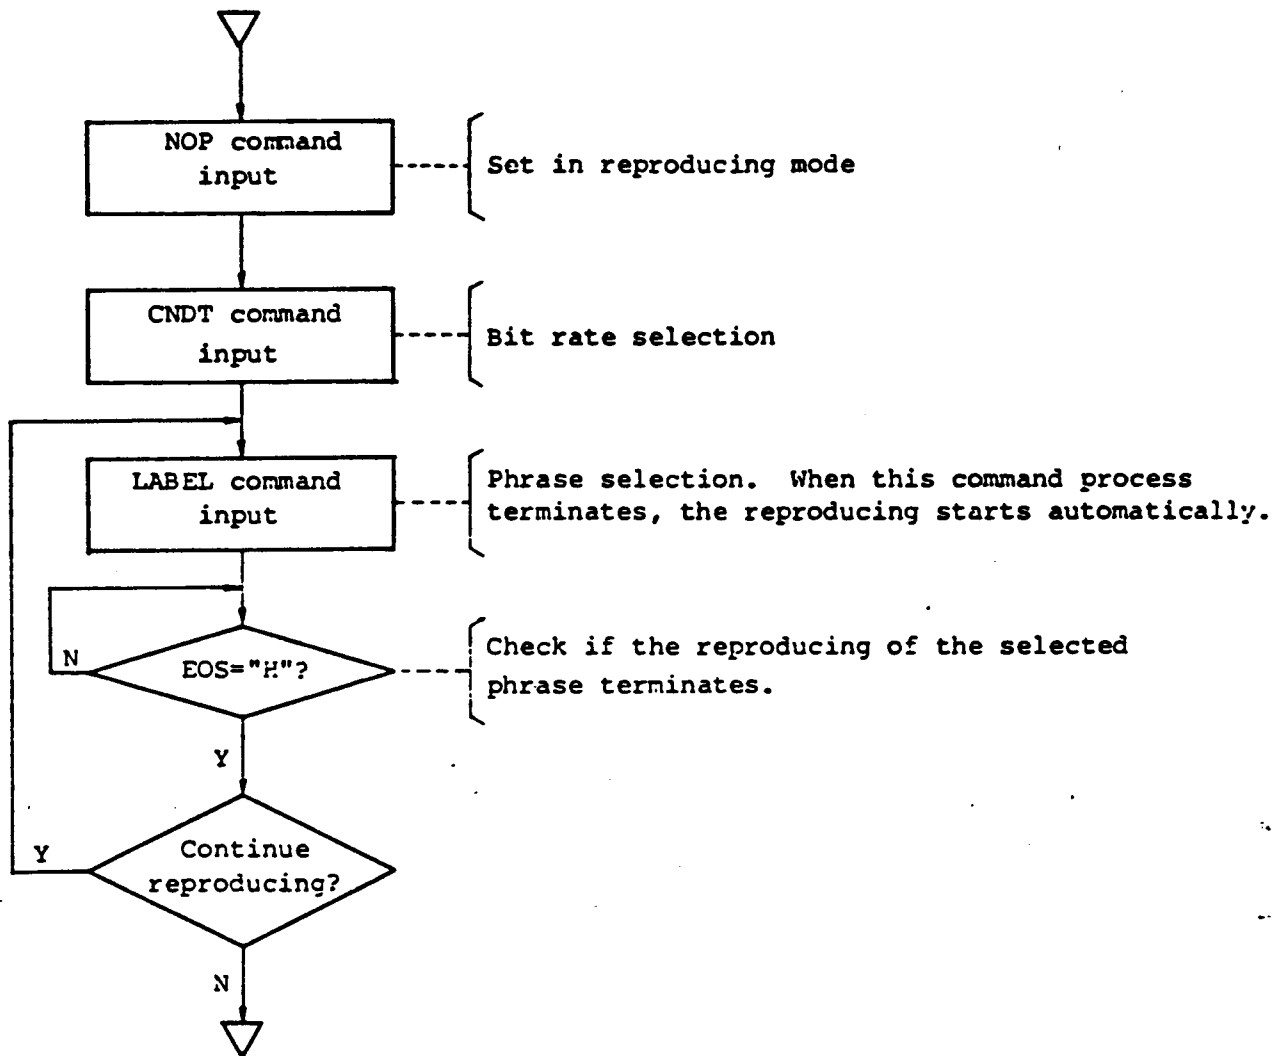 NOP command
input
Set in reproducing mode
CNDT command
input
Bit rate selection
LABEL command
input
Phrase selection. When this command process
terminates, the reproducing starts automatically.
N
EOS="H"?
Check if the reproducing of the selected
phrase terminates.
Y
Y
Continue
reproducing?
N